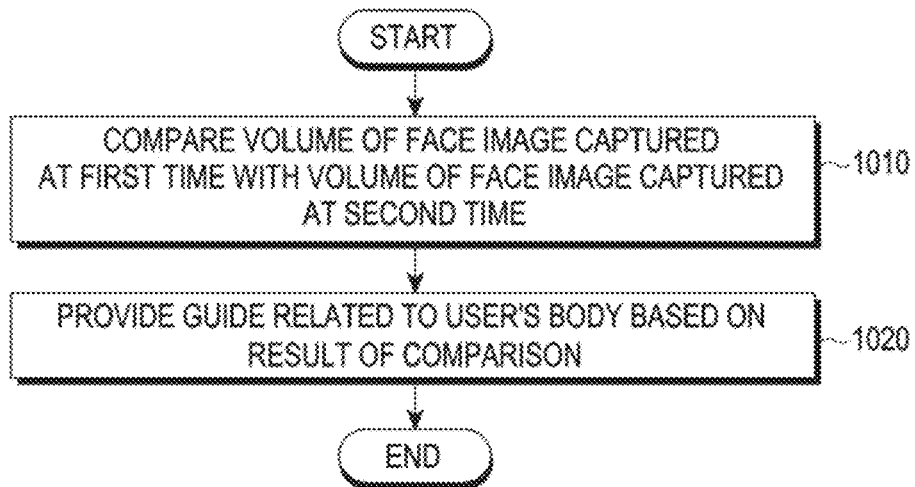 START
COMPARE VOLUME OF FACE IMAGE CAPTURED
AT FIRST TIME WITH VOLUME OF FACE IMAGE CAPTURED
AT SECOND TIME
1010
PROVIDE GUIDE RELATED TO USER'S BODY BASED ON
RESULT OF COMPARISON
1020
END